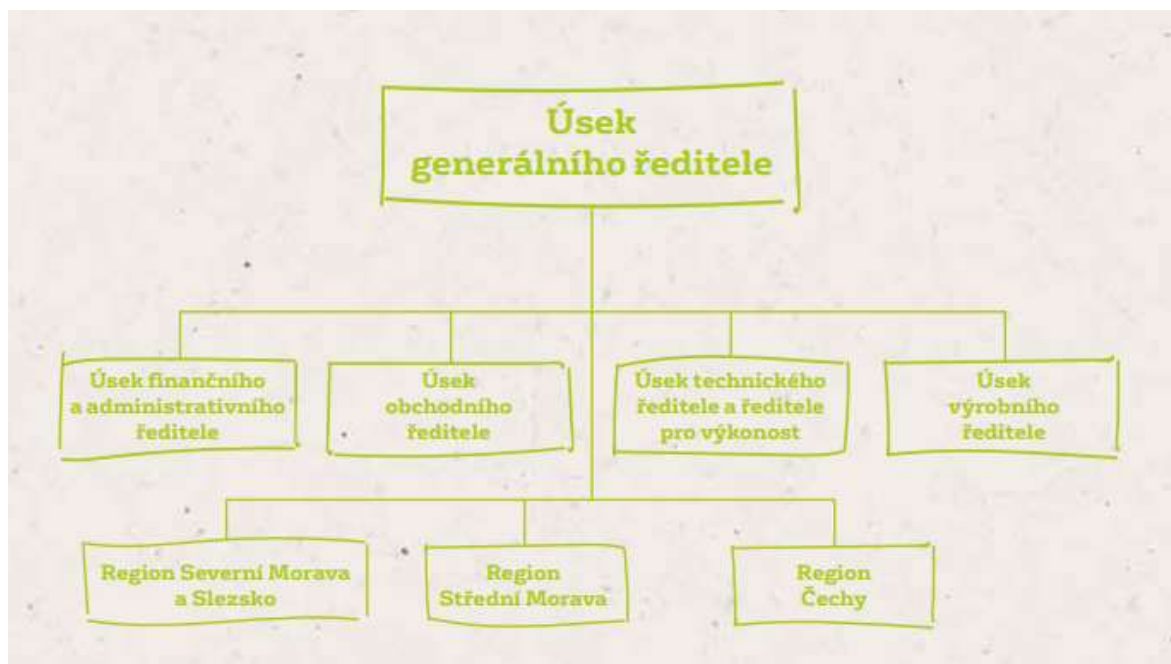 Úsek
generálního ředitele
Úsek finančního
a administrativního
ředitele
Úsek
obchodního
ředitele
Úsek technického
ředitele a ředitele
pro výkonost
Úsek
výrobního
ředitele
Region Severní Morava
a Slezsko
Region
Střední Morava
Region
Čechy